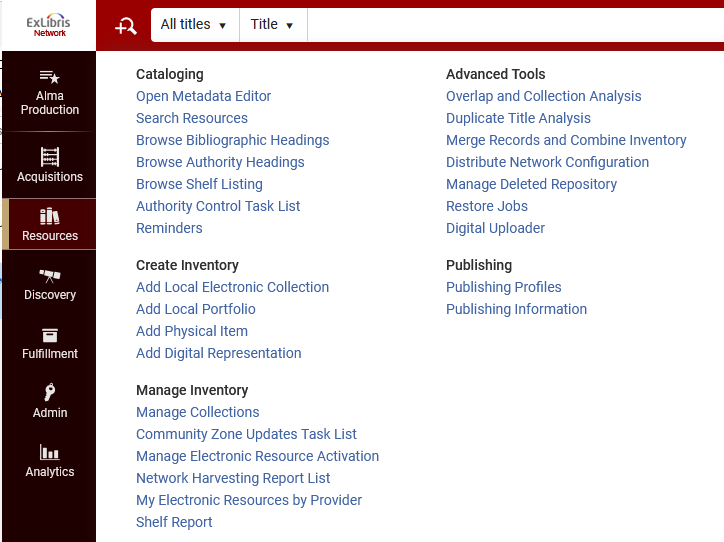 ExLibris
Network
All titles
Title
Alma
Production
Acquisitions
Resources
Discovery
Fulfillment
Admin
Analytics
Cataloging
Open Metadata Editor
Search Resources
Browse Bibliographic Headings
Browse Authority Headings
Browse Shelf Listing
Authority Control Task List
Reminders
Create Inventory
Add Local Electronic Collection
Add Local Portfolio
Add Physical Item
Add Digital Representation
Manage Inventory
Manage Collections
Community Zone Updates Task List
Manage Electronic Resource Activation
Network Harvesting Report List
My Electronic Resources by Provider
Shelf Report
Advanced Tools
Overlap and Collection Analysis
Duplicate Title Analysis
Merge Records and Combine Inventory
Distribute Network Configuration
Manage Deleted Repository
Restore Jobs
Digital Uploader
Publishing
Publishing Profiles
Publishing Information